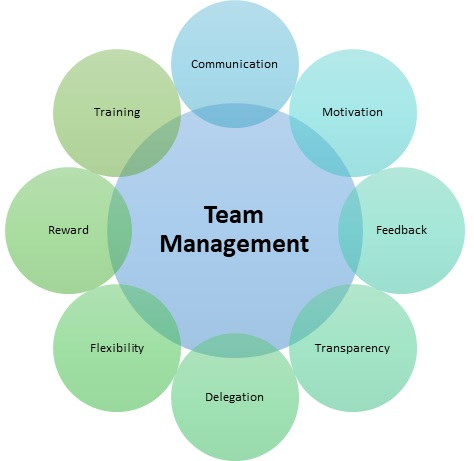 Communication
Training
Motivation
Team
Management
Reward
Feedback
Flexibility
Transparency
Delegation